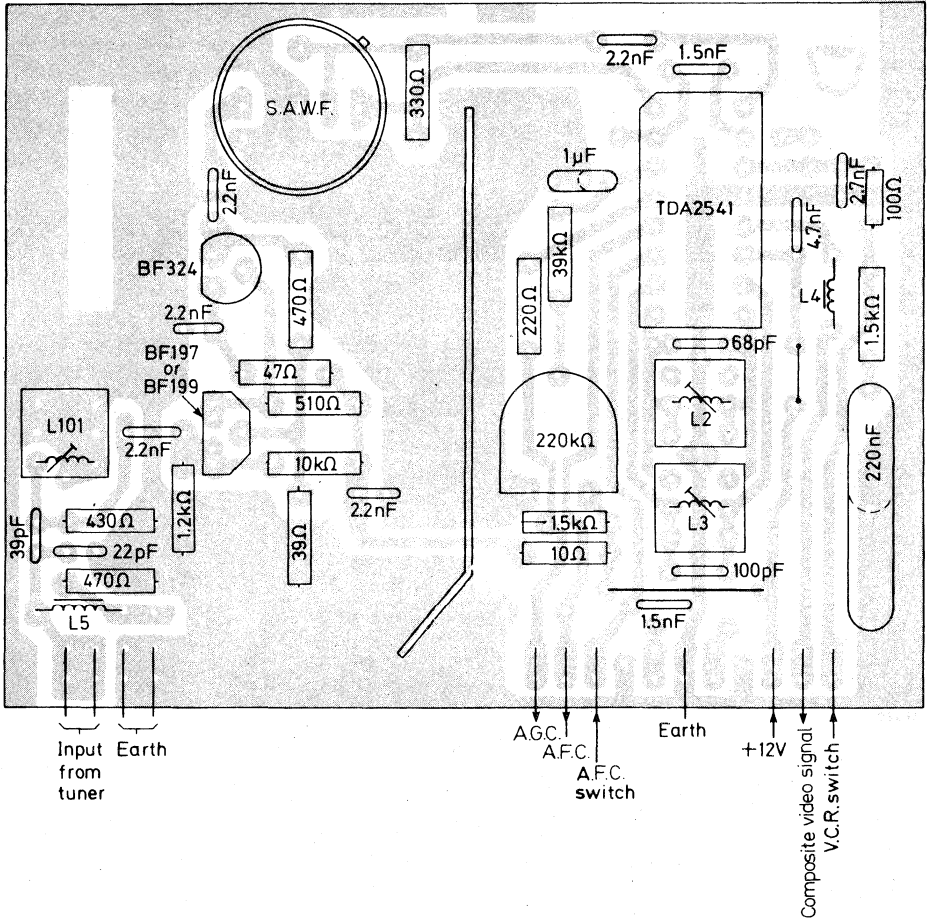 2.2nF
1.5nF
S.A.W.F.
330Ω
1µF
2.2nF
TDA2541
2.7nF
100Ω
4.7nF
39kΩ
BF324
470Ω
220Ω
L4
1.5kΩ
2.2nF
68pF
BF197
or
BF199
47Ω
510Ω
L101
L2
2.2nF
220kΩ
220nF
10kΩ
1.2kΩ
2.2nF
L3
39pF
430Ω
39Ω
1.5kΩ
22pF
10Ω
470Ω
100pF
L5
1.5nF
Input
from
tuner
Earth
A.G.C.
A.F.C.
A.F.C.
switch
Earth
+12V
Composite video signal
V.C.R. switch